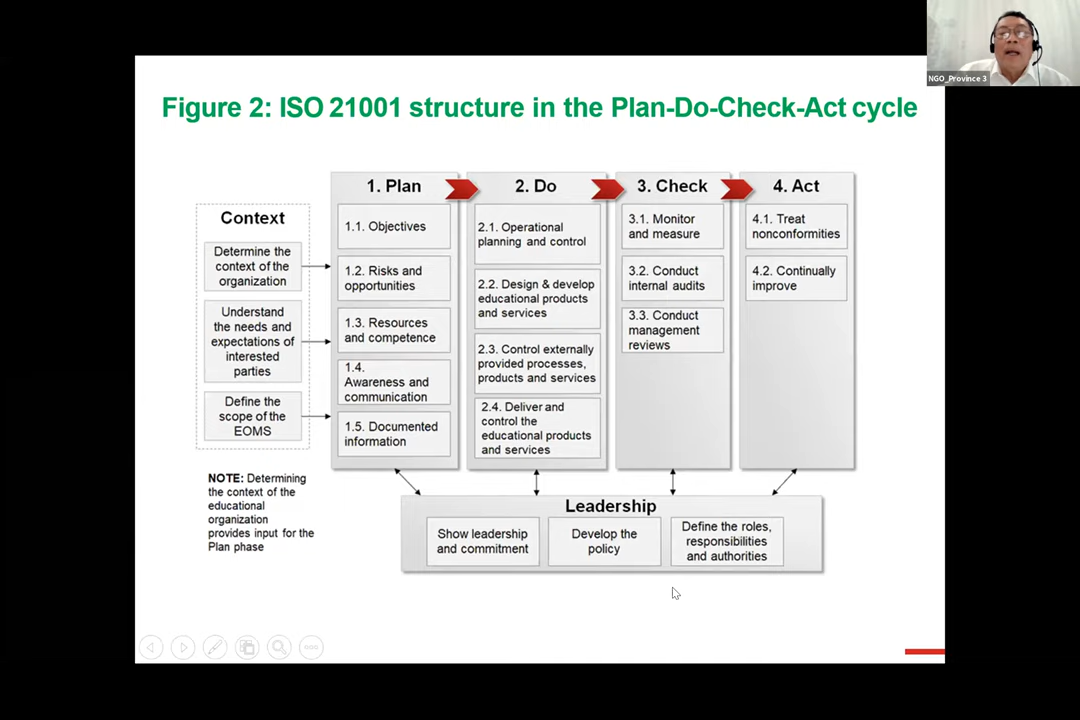 NGO_Province 3
Figure 2: ISO 21001 structure in the Plan-Do-Check-Act cycle
Context
Determine the
context of the
organization
Understand
the needs and
expectations of
interested
parties
Define the
scope of the
EOMS
NOTE: Determining
the context of the
educational
organization
provides input for the
Plan phase
1. Plan
1.1. Objectives
1.2. Risks and
opportunities
1.3. Resources
and competence
1.4.
Awareness and
communication
1.5. Documented
information
2. Do
2.1. Operational
planning and control
2.2. Design & develop
educational products
and services
2.3. Control externally
provided processes,
products and services
2.4. Deliver and
control the
educational products
and services
3. Check
3.1. Monitor
and measure
3.2. Conduct
internal audits
3.3. Conduct
management
reviews
4. Act
4.1. Treat
nonconformities
4.2. Continually
improve
Leadership
Show leadership
and commitment
Develop the
policy
Define the roles,
responsibilities
and authorities